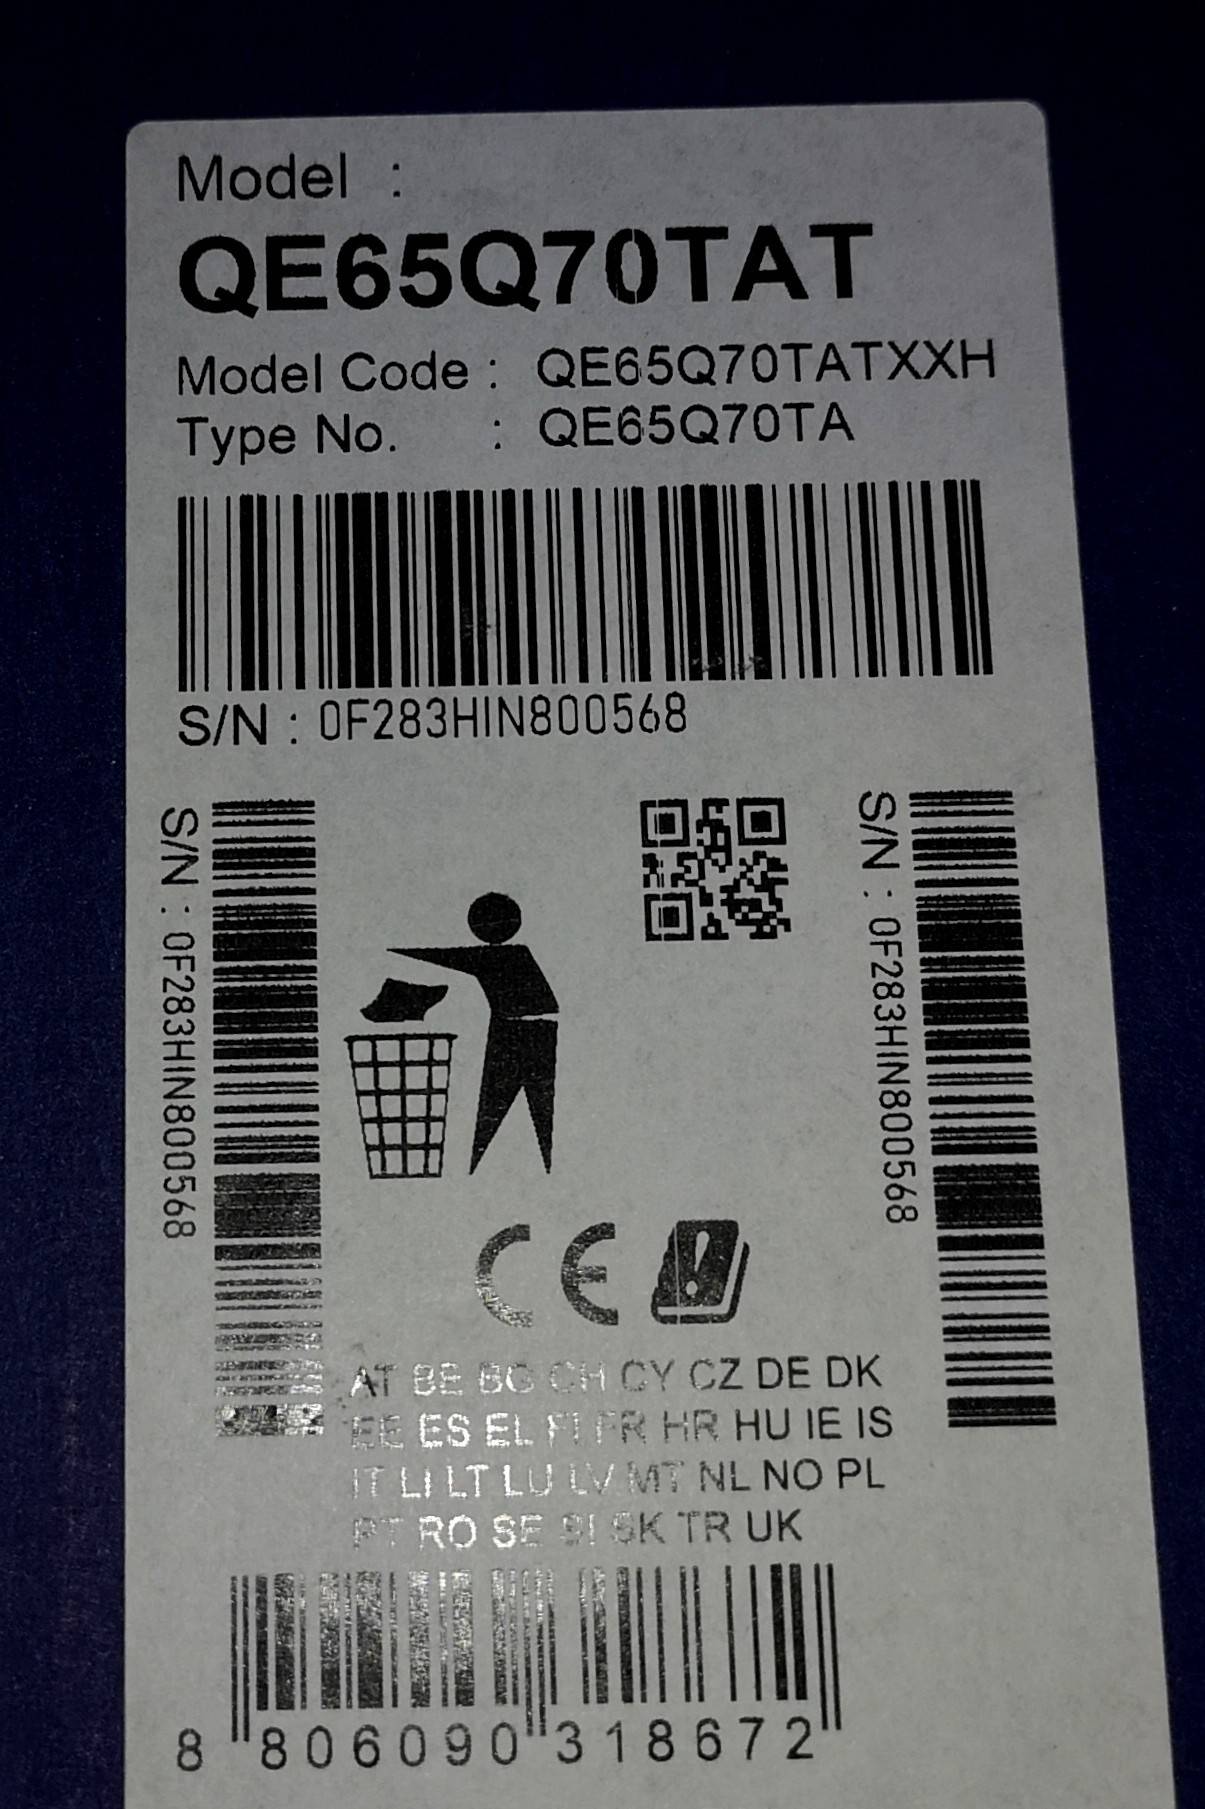 Model :
QE65Q70TAT
Model Code : QE65Q70TATXXH
Type No. : QE65Q70TA
S/N : 0F283HIN800568
S/N : 0F283HIN800568
S/N : 0F283HIN800568
CE
AT BE BG CH CY CZ DE DK
EE ES EL FI FR HR HU IE IS
IT LI LT LU LV MT NL NO PL
PT RO SE SI SK TR UK
8 806090 318672